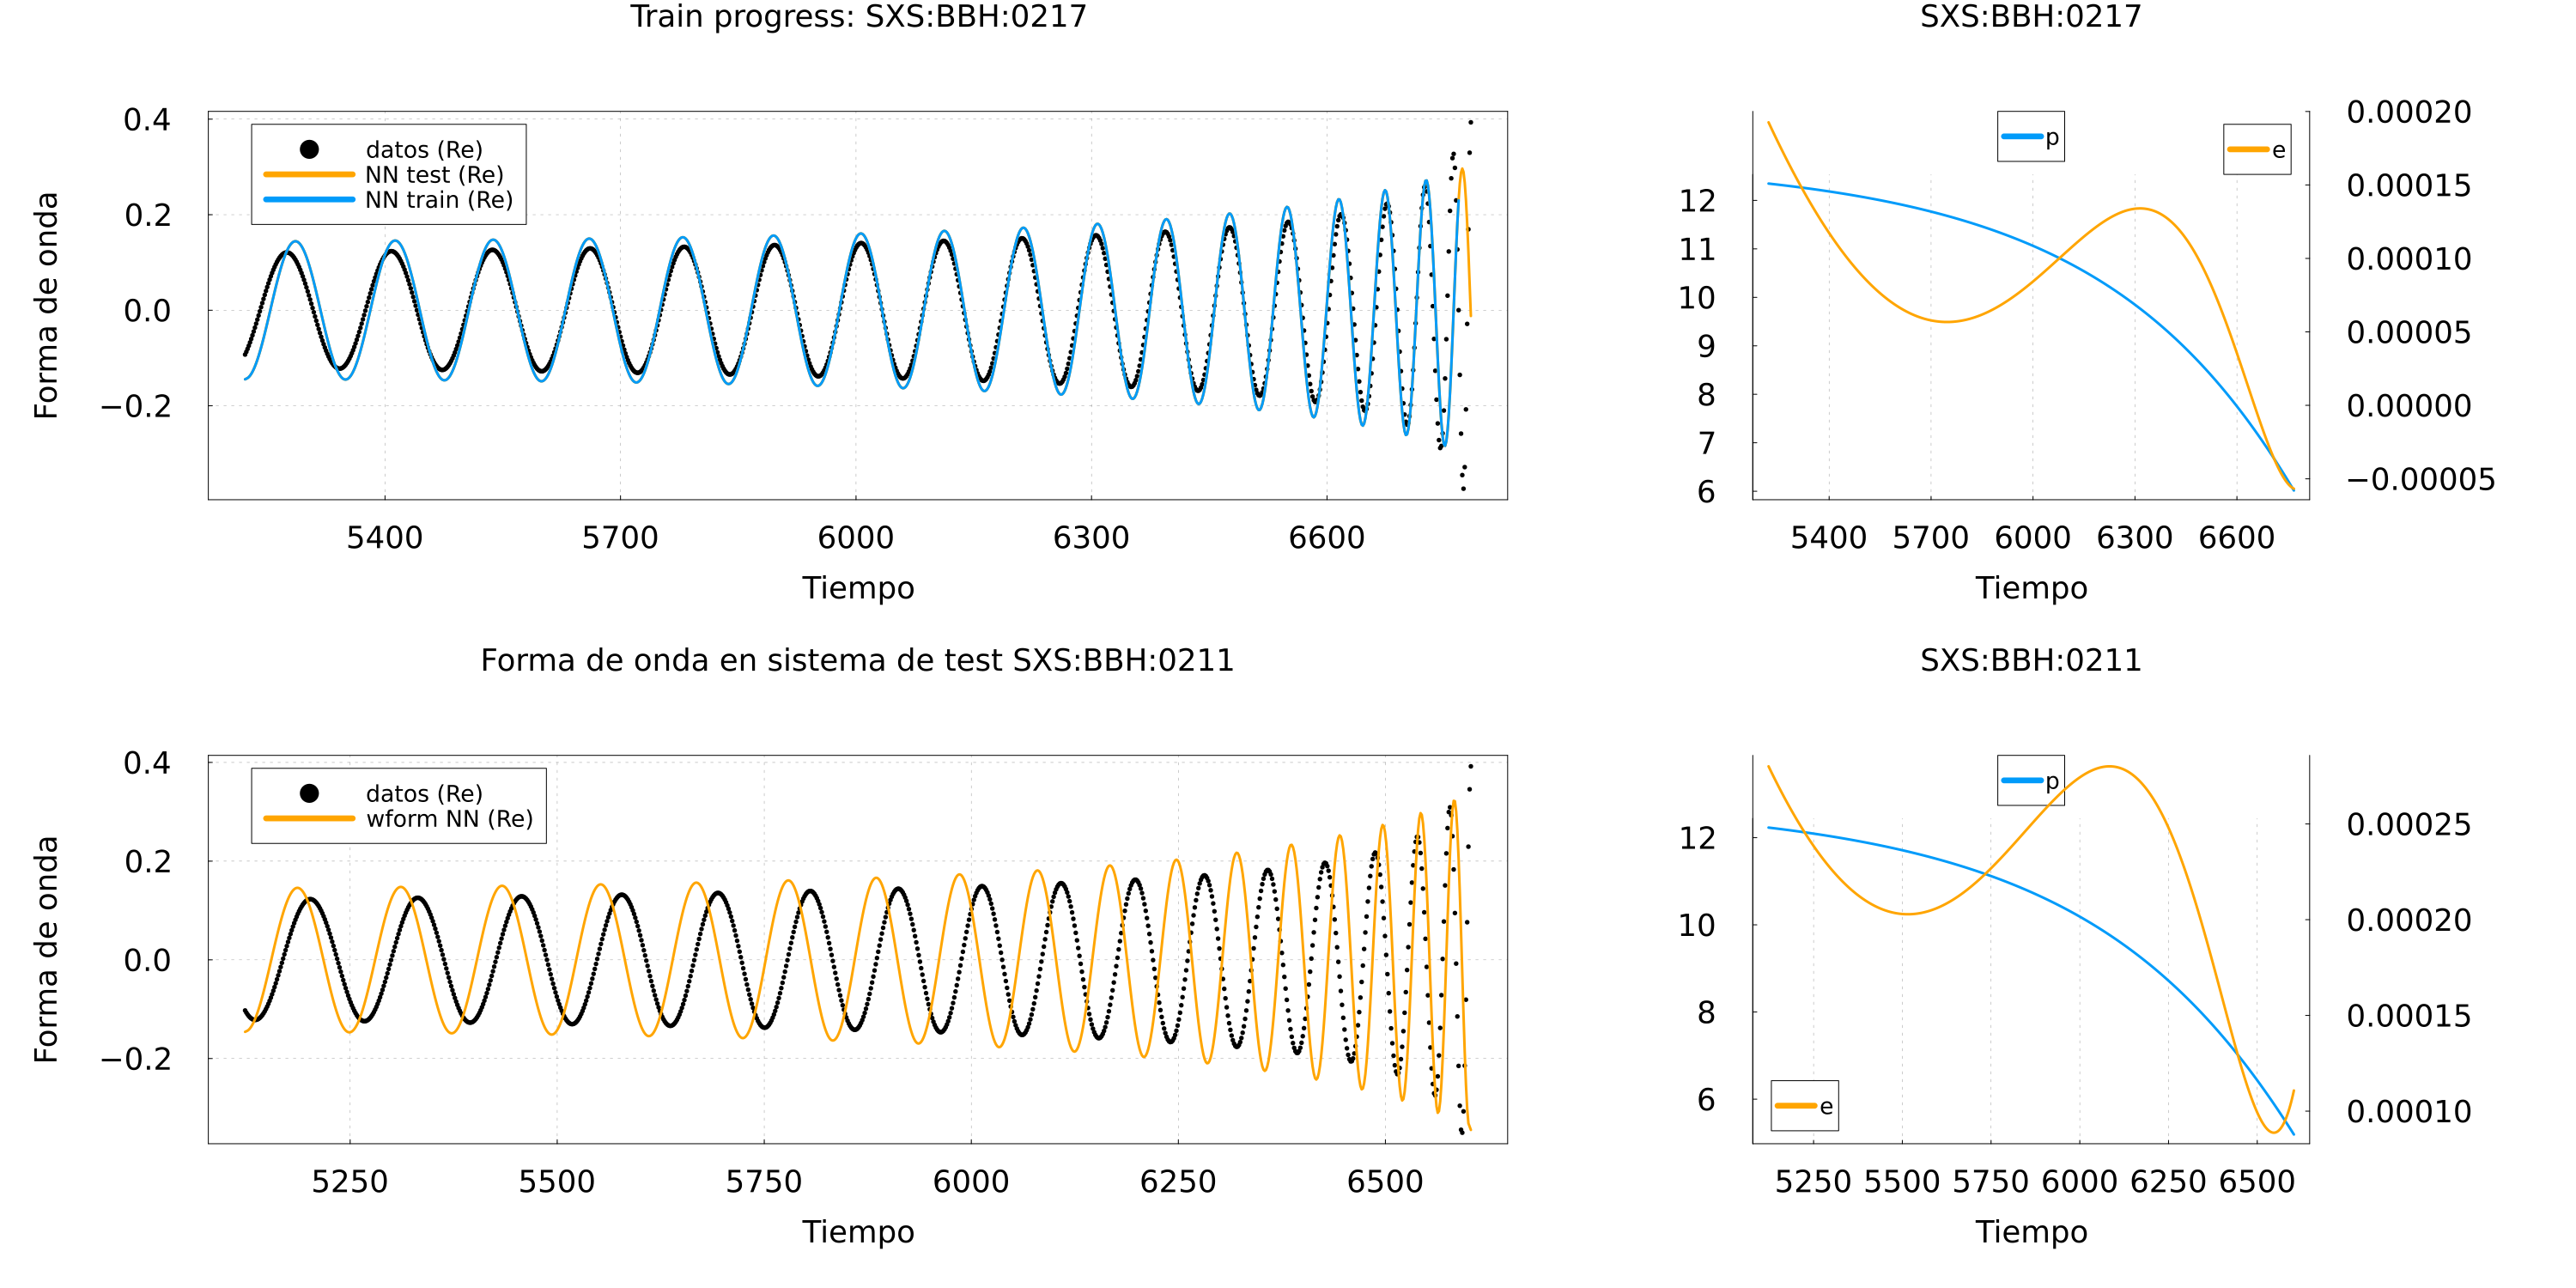 Train progress: SXS:BBH:0217
Forma de onda
0.4
0.2
0.0
−0.2
datos (Re)
NN test (Re)
NN train (Re)
5400 5700 6000 6300 6600
Tiempo
SXS:BBH:0217
12
11
10
9
8
7
6
p
e
0.00020
0.00015
0.00010
0.00005
0.00000
−0.00005
5400 5700 6000 6300 6600
Tiempo
Forma de onda en sistema de test SXS:BBH:0211
Forma de onda
0.4
0.2
0.0
−0.2
datos (Re)
wform NN (Re)
5250 5500 5750 6000 6250 6500
Tiempo
SXS:BBH:0211
12
10
8
6
p
e
0.00025
0.00020
0.00015
0.00010
5250 5500 5750 6000 6250 6500
Tiempo